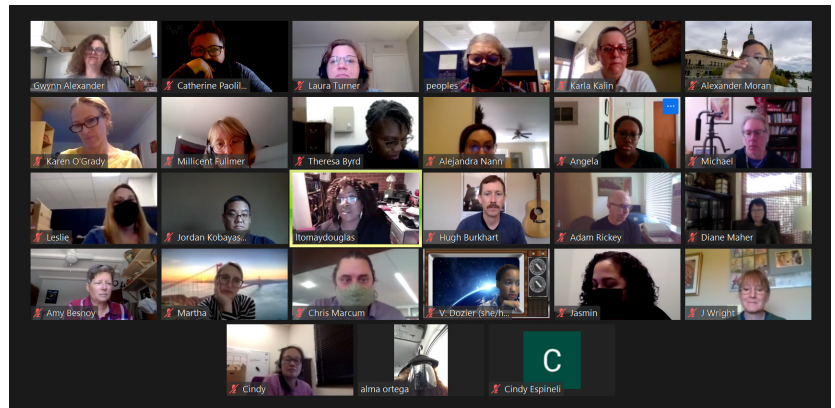 Gwynn Alexander
Catherine Paolil...
Laura Turner
peoples
Karla Kalin
Alexander Moran
Karen O'Grady
Millicent Fullmer
Theresa Byrd
Alejandra Nann
Angela
...
Michael
Leslie
Jordan Kobayas...
ltomaydouglas
Hugh Burkhart
Adam Rickey
Diane Maher
Amy Besnoy
Martha
Chris Marcum
V. Dozier (she/h...
Jasmin
J Wright
Cindy
alma ortega
C
Cindy Espineli